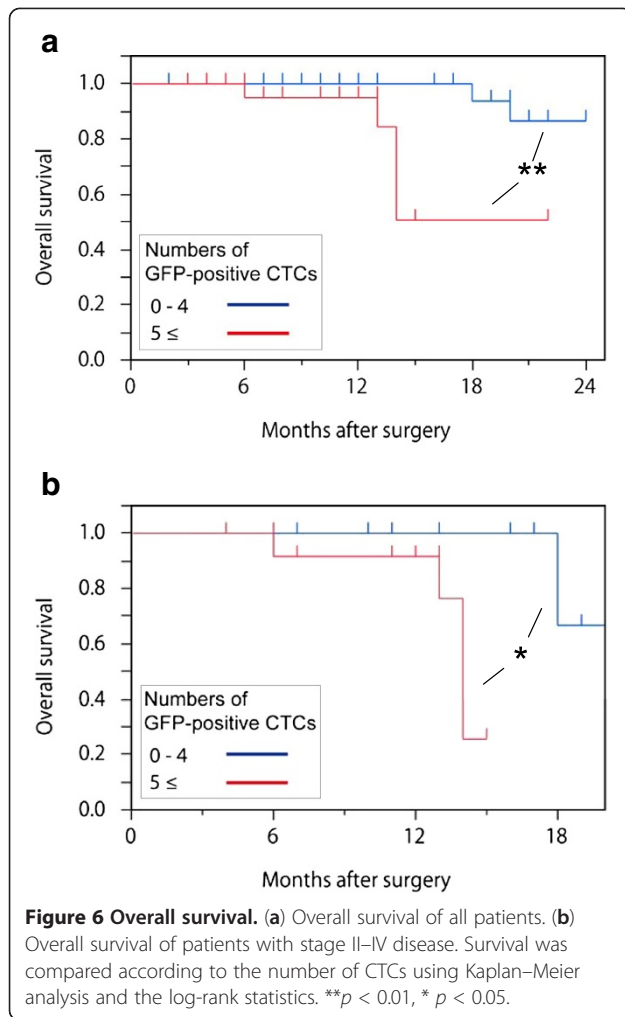 a
1.0
0.8
0.6
0.4
0.2
0.0
Overall survival
**
Numbers of
GFP-positive CTCs
0 - 4
5 ≤
0 6 12 18 24
Months after surgery
b
1.0
0.8
0.6
0.4
0.2
0.0
Overall survival
*
Numbers of
GFP-positive CTCs
0 - 4
5 ≤
0 6 12 18
Months after surgery
Figure 6 Overall survival. (a) Overall survival of all patients. (b)
Overall survival of patients with stage II–IV disease. Survival was
compared according to the number of CTCs using Kaplan–Meier
analysis and the log-rank statistics. **p < 0.01, * p < 0.05.